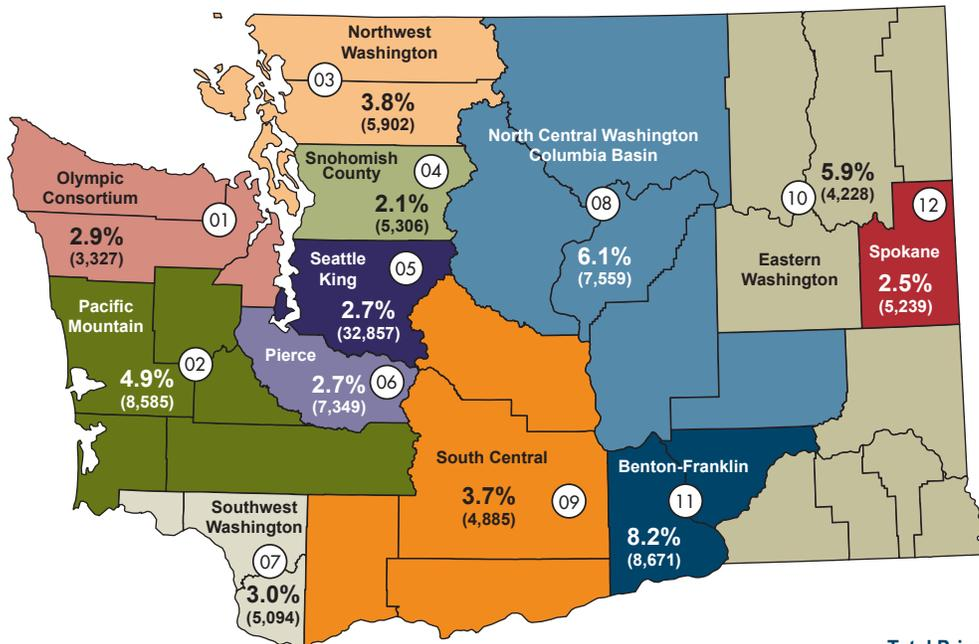 Northwest
Washington
03
3.8%
(5,902)
Snohomish
County
04
2.1%
(5,306)
North Central Washington
Columbia Basin
08
6.1%
(7,559)
5.9%
(4,228)
10
Eastern
Washington
12
Spokane
2.5%
(5,239)
Olympic
Consortium
01
2.9%
(3,327)
Seattle
King
05
2.7%
(32,857)
Pacific
Mountain
02
4.9%
(8,585)
Pierce
06
2.7%
(7,349)
South Central
3.7%
(4,885)
09
Benton-Franklin
11
8.2%
(8,671)
Southwest
Washington
07
3.0%
(5,094)